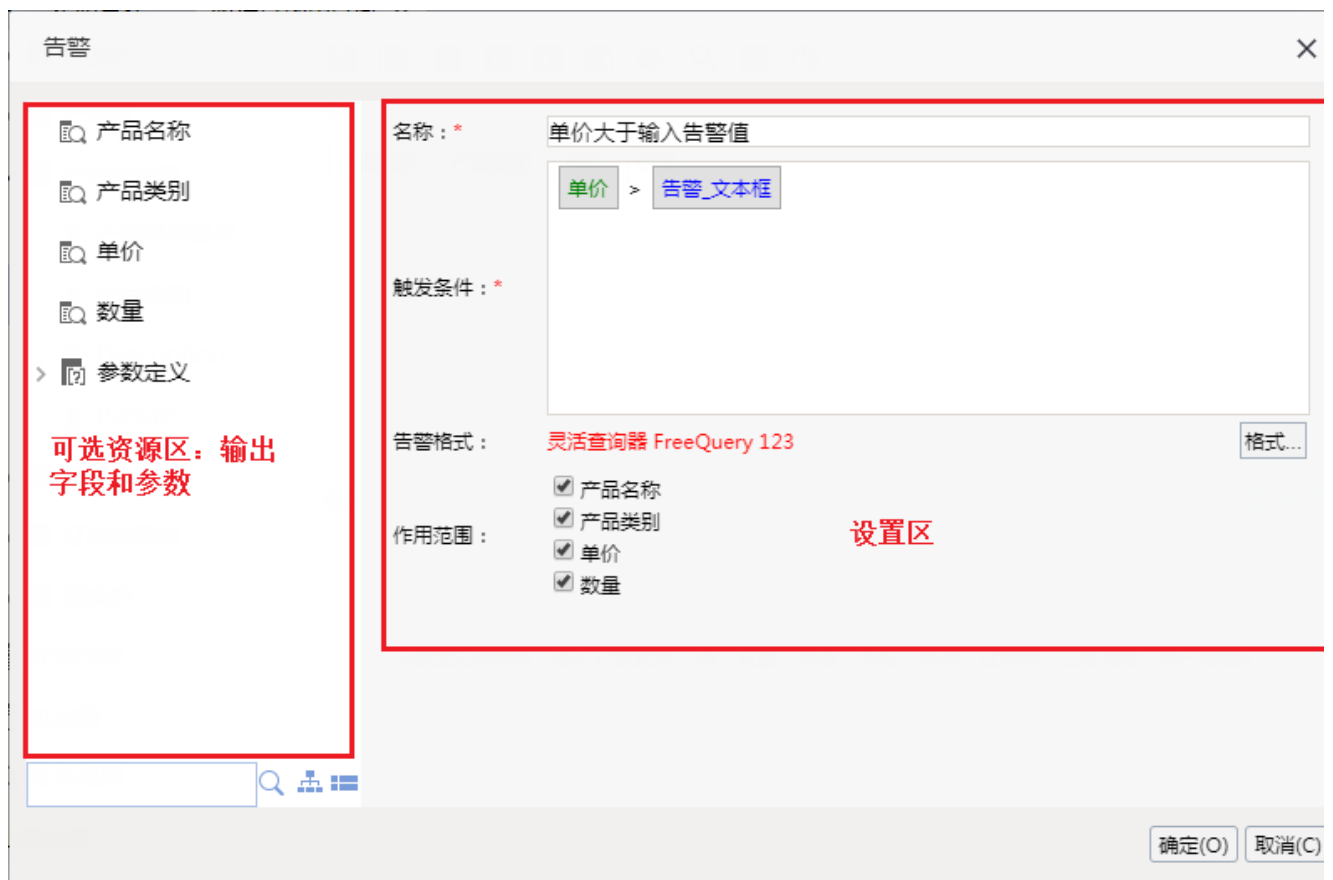 告警
产品名称
产品类别
单价
数量
参数定义
可选资源区：输出
字段和参数
名称：*
单价大于输入告警值
触发条件：*
单价 > 告警_文本框
告警格式：
灵活查询器 FreeQuery 123
格式...
作用范围：
产品名称
产品类别
单价
数量
设置区
确定(O)
取消(C)